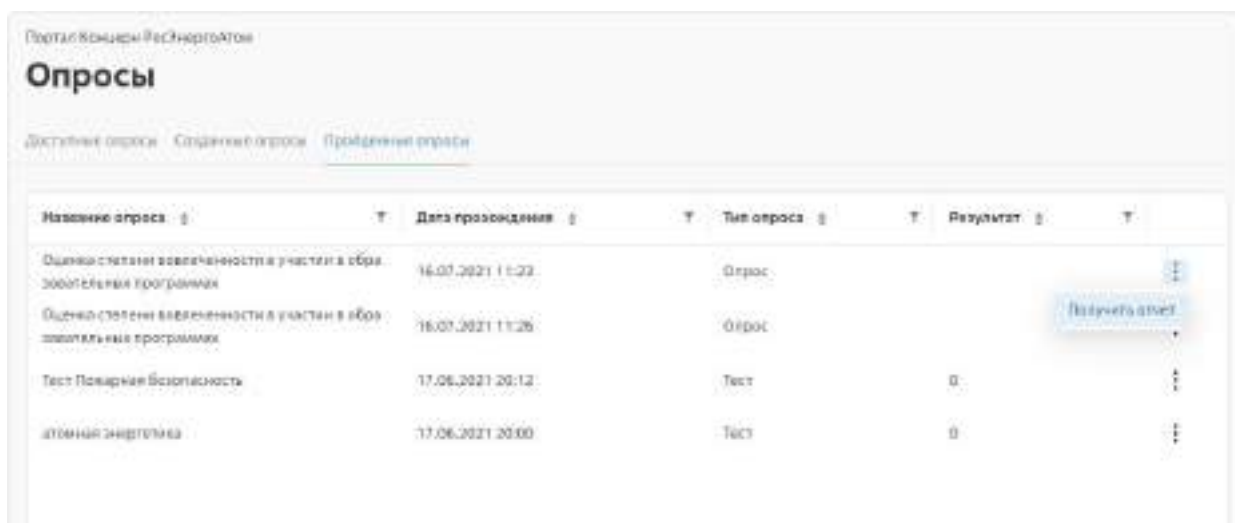 Портал Концерн РосЭнергоАтом
Опросы
Доступные опросы Созданные опросы Пройденные опросы
Название опроса Дата прохождения Тип опроса Результат
Оценка степени вовлеченности и участия в обра
зовательных программах
16.07.2021 11:23 Опрос
Получить отчет
Оценка степени вовлеченности и участия в обра
зовательных программах
16.07.2021 11:26 Опрос
Тест Пожарная безопасность 17.06.2021 20:12 Тест 0
атомная энергетика 17.06.2021 20:00 Тест 0